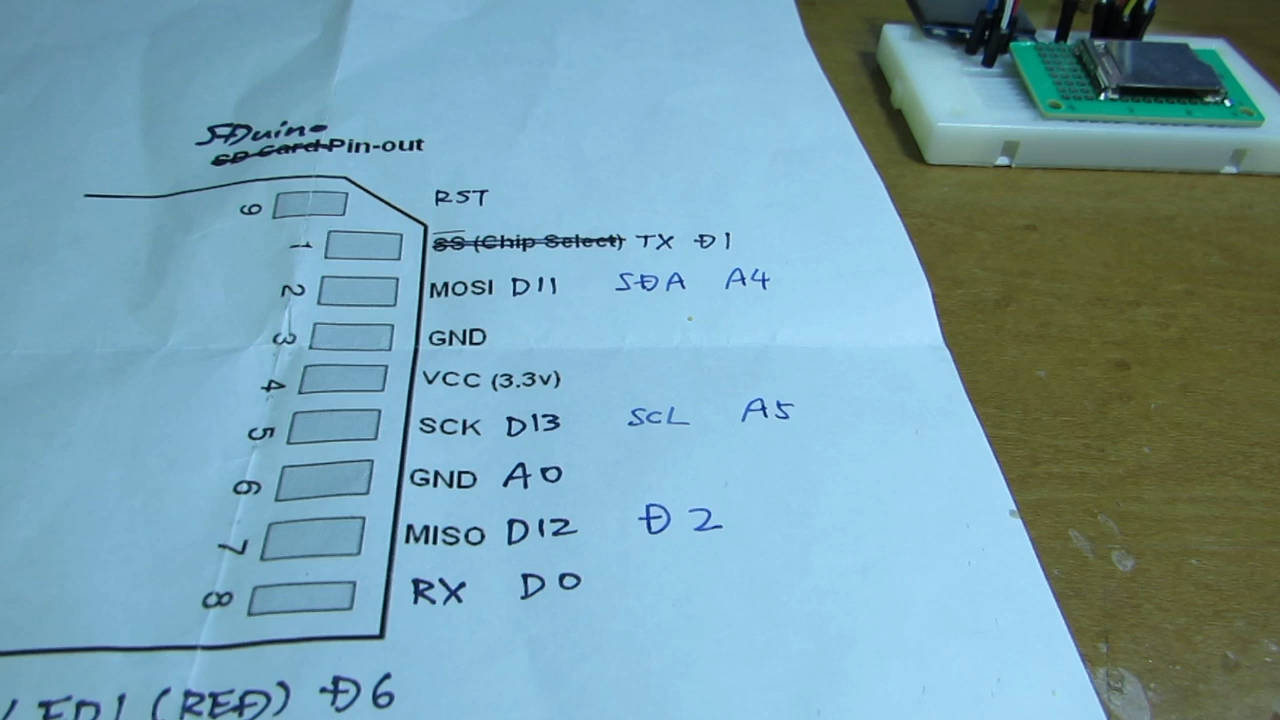 SDuino
SD Card Pin-out
9 RST
1 SS (Chip Select) TX D1
2 MOSI D11 SDA A4
3 GND
4 VCC (3.3v)
5 SCK D13 SCL A5
6 GND A0
7 MISO D12 D2
8 RX D0
LED1 (RED) D6